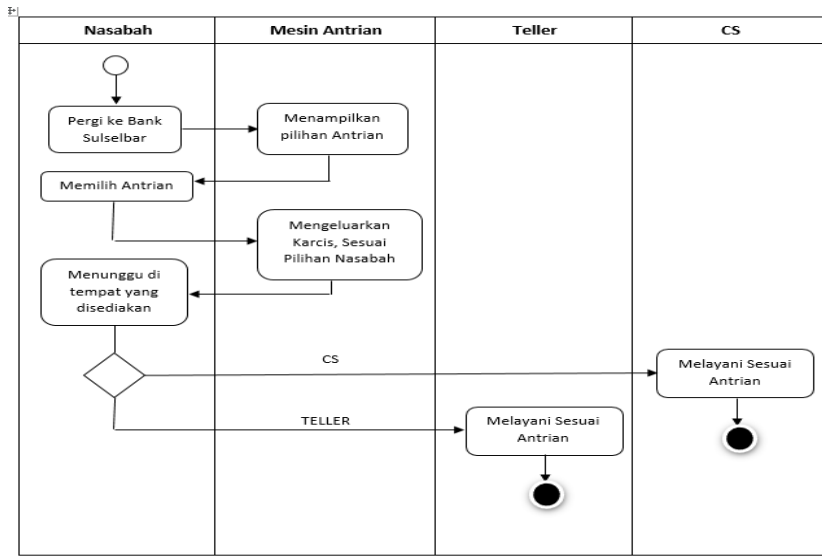 Nasabah
Mesin Antrian
Teller
CS
Pergi ke Bank
Sulselbar
Menampilkan
pilihan Antrian
Memilih Antrian
Mengeluarkan
Karcis, Sesuai
Pilihan Nasabah
Menunggu di
tempat yang
disediakan
CS
Melayani Sesuai
Antrian
TELLER
Melayani Sesuai
Antrian